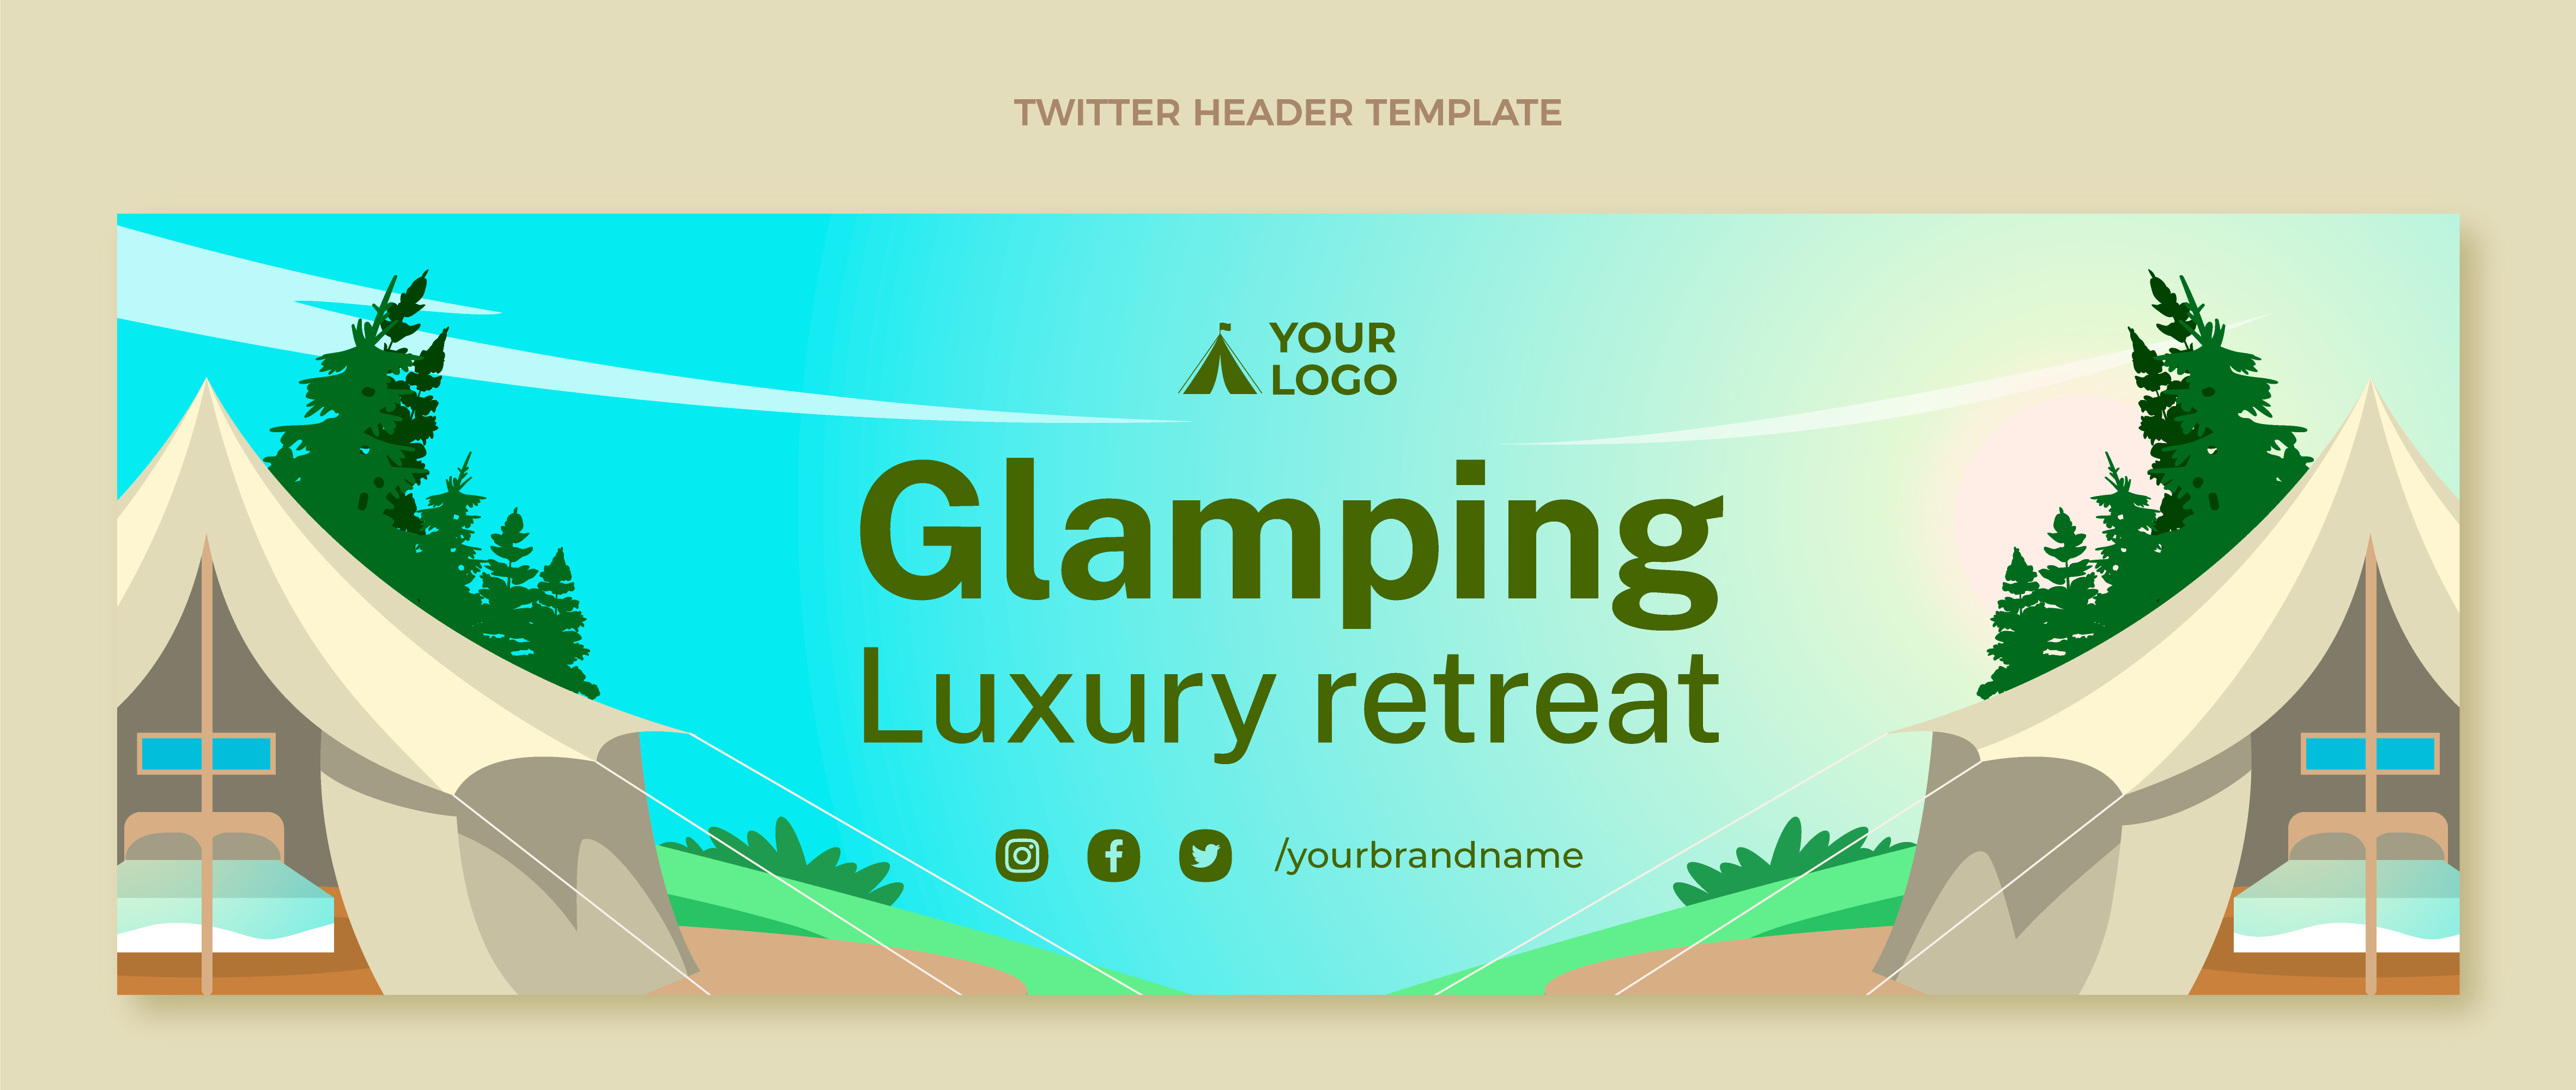 TWITTER HEADER TEMPLATE
YOUR
LOGO
Glamping
Luxury retreat
/yourbrandname